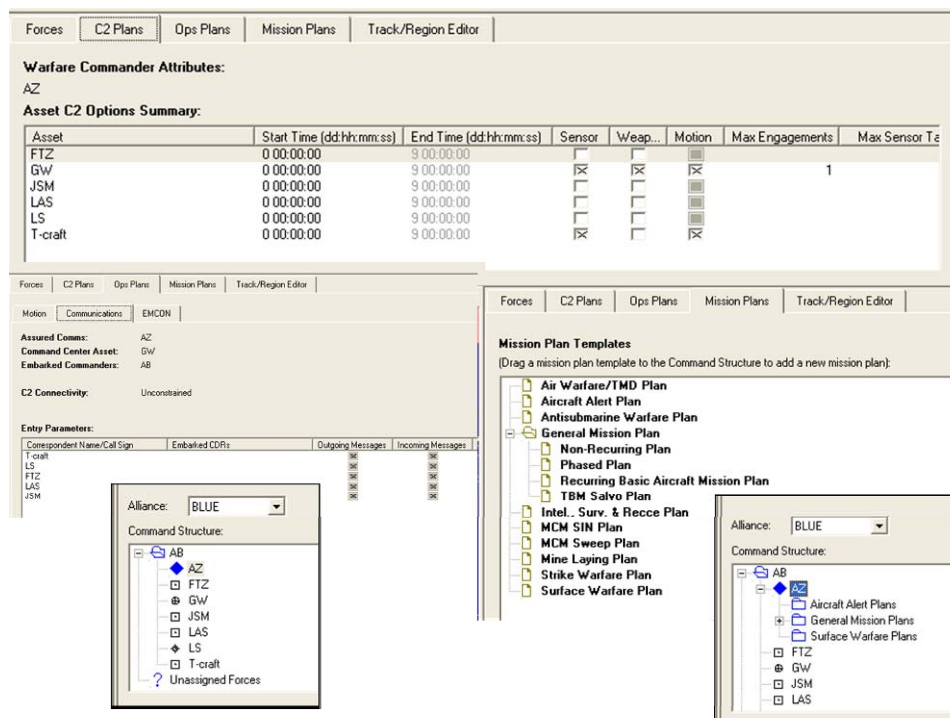 Forces C2 Plans Ops Plans Mission Plans Track/Region Editor
Warfare Commander Attributes:
AZ
Asset C2 Options Summary:
Asset Start Time (dd:hh:mm:ss) End Time (dd:hh:mm:ss) Sensor Weap... Motion Max Engagements Max Sensor Ta
FTZ 0 00:00:00 9 00:00:00
GW 0 00:00:00 9 00:00:00 1
JSM 0 00:00:00 9 00:00:00
LAS 0 00:00:00 9 00:00:00
LS 0 00:00:00 9 00:00:00
T-craft 0 00:00:00 9 00:00:00
Forces C2 Plans Ops Plans Mission Plans Track/Region Editor
Motion Communications EMCON
Assured Comms: AZ
Command Center Asset: GW
Embarked Commanders: AB
C2 Connectivity: Unconstrained
Entry Parameters:
Correspondent Name/Call Sign Embarked CDRs Outgoing Messages Incoming Messages
T-craft
LS
FTZ
LAS
JSM
Alliance: BLUE
Command Structure:
AB
AZ
FTZ
GW
JSM
LAS
LS
T-craft
? Unassigned Forces
Forces C2 Plans Ops Plans Mission Plans Track/Region Editor
Mission Plan Templates
(Drag a mission plan template to the Command Structure to add a new mission plan):
Air Warfare/TMD Plan
Aircraft Alert Plan
Antisubmarine Warfare Plan
General Mission Plan
Non-Recurring Plan
Phased Plan
Recurring Basic Aircraft Mission Plan
TBM Salvo Plan
Intel., Surv. & Recce Plan
MCM SIN Plan
MCM Sweep Plan
Mine Laying Plan
Strike Warfare Plan
Surface Warfare Plan
Alliance: BLUE
Command Structure:
AB
AZ
Aircraft Alert Plans
General Mission Plans
Surface Warfare Plans
FTZ
GW
JSM
LAS